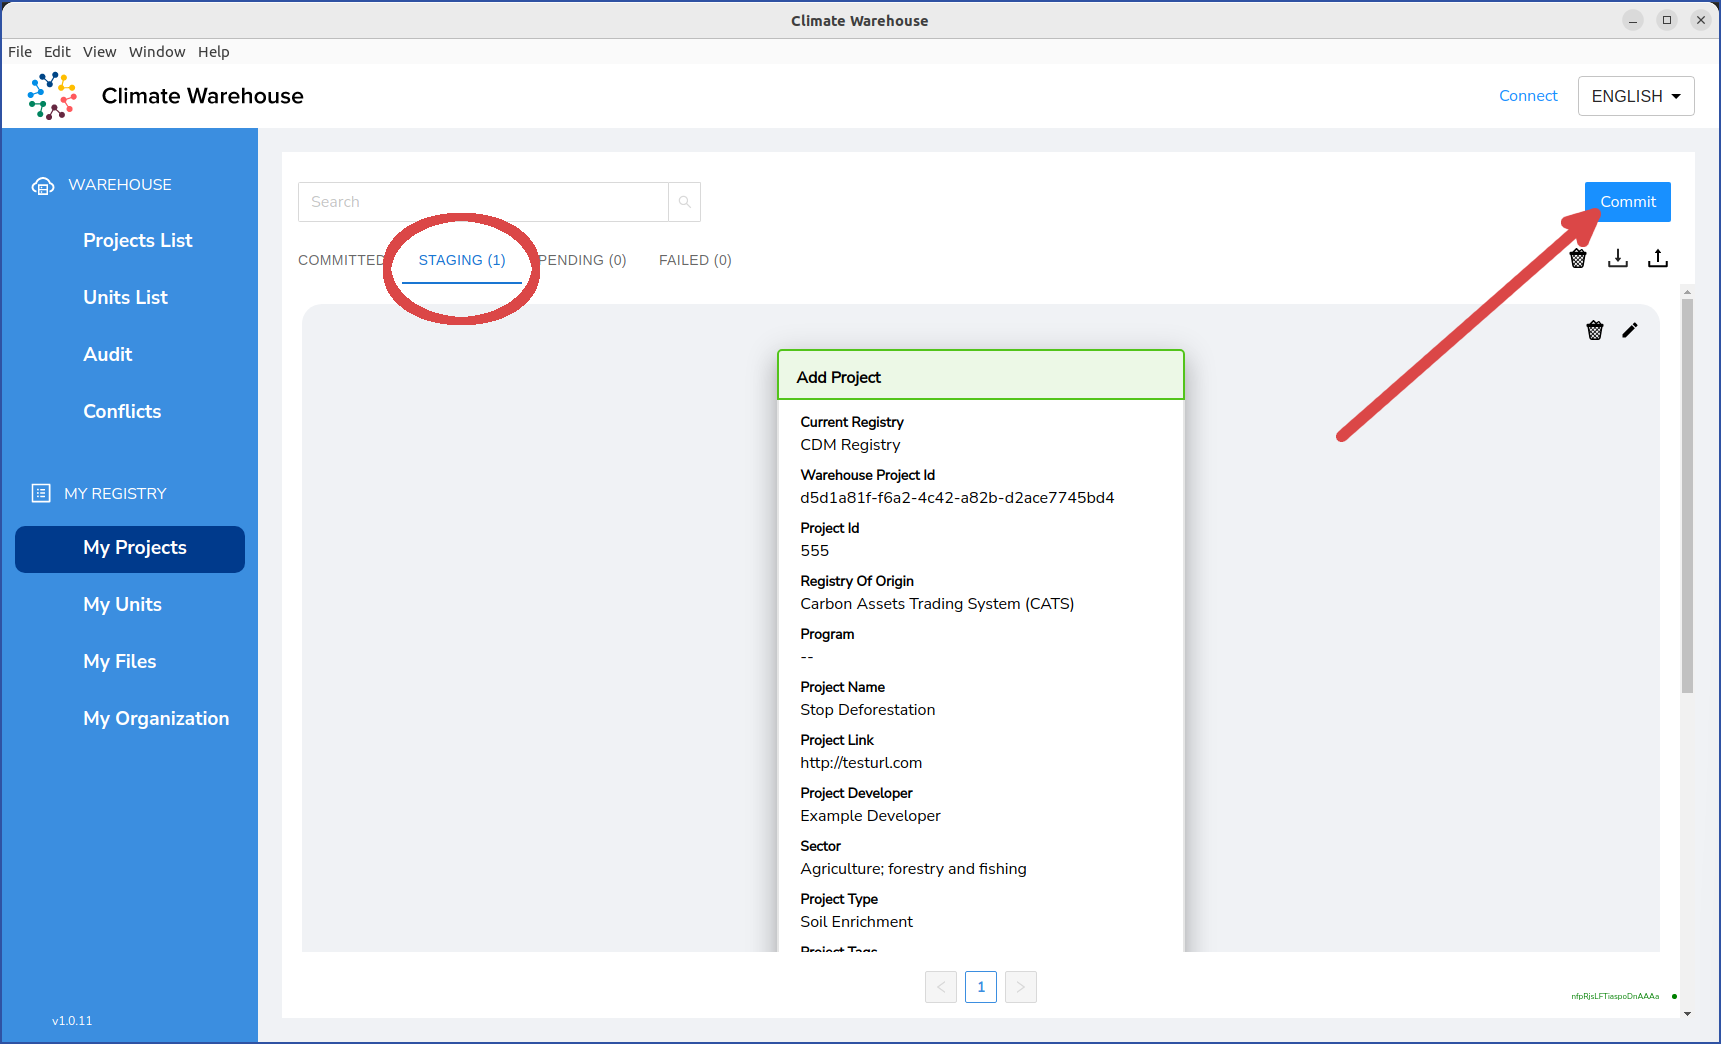 Climate Warehouse
File Edit View Window Help
Climate Warehouse
Connect
ENGLISH
WAREHOUSE
Projects List
Units List
Audit
Conflicts
MY REGISTRY
My Projects
My Units
My Files
My Organization
v1.0.11
Search
Commit
COMMITTED STAGING (1) PENDING (0) FAILED (0)
Add Project
Current Registry
CDM Registry
Warehouse Project Id
d5d1a81f-f6a2-4c42-a82b-d2ace7745bd4
Project Id
555
Registry Of Origin
Carbon Assets Trading System (CATS)
Program
--
Project Name
Stop Deforestation
Project Link
http://testurl.com
Project Developer
Example Developer
Sector
Agriculture; forestry and fishing
Project Type
Soil Enrichment
Project Tags
< 1 >
nfpRjsLFTiaspoDnAAAa